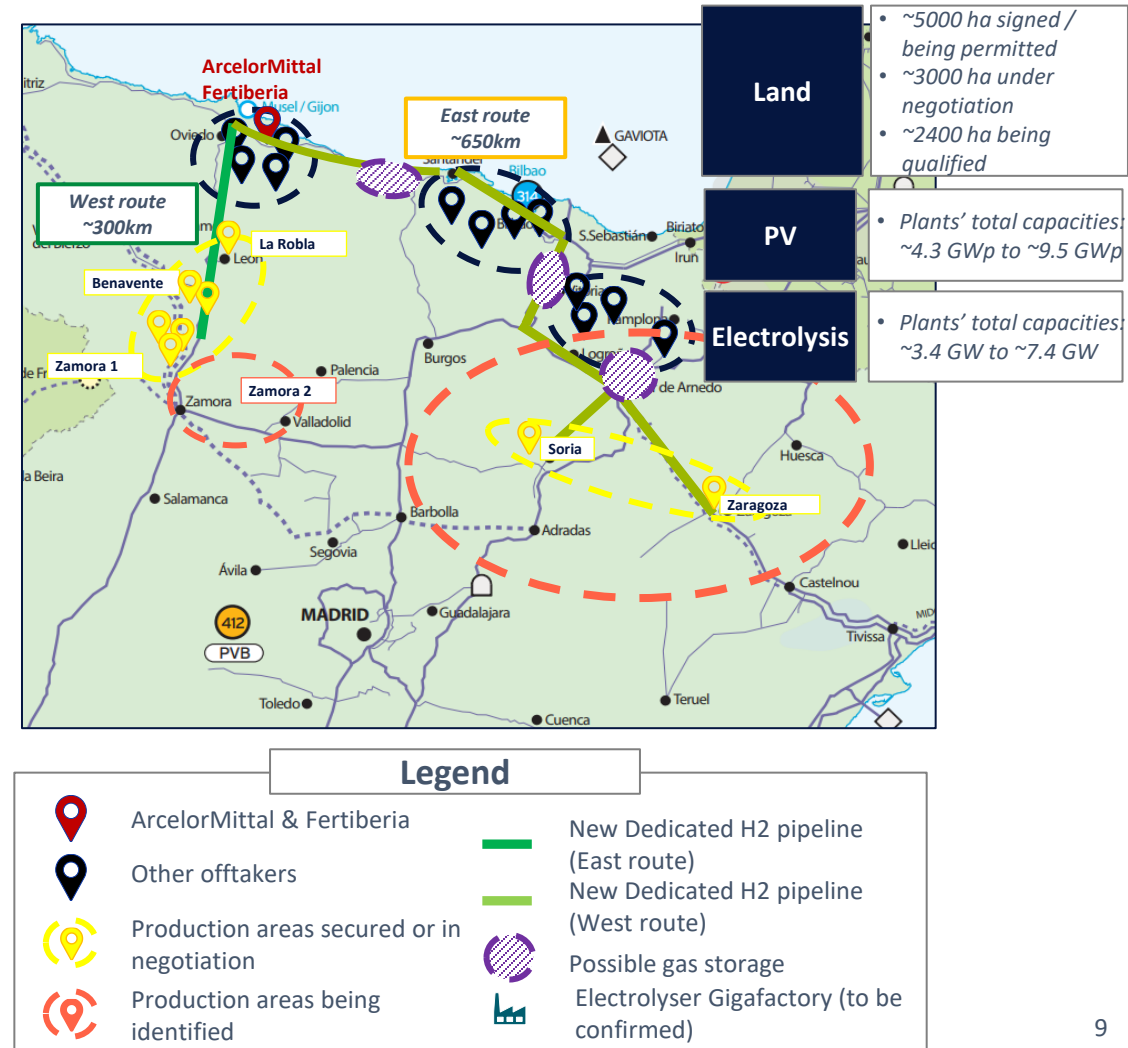 Land
• ~5000 ha signed /
being permitted
• ~3000 ha under
negotiation
• ~2400 ha being
qualified
PV
• Plants’ total capacities:
~4.3 GWp to ~9.5 GWp
Electrolysis
• Plants’ total capacities:
~3.4 GW to ~7.4 GW
ArcelorMittal
Fertiberia
Musel / Gijon
Oviedo
East route
~650km
GAVIOTA
Santander
Bilbao
314
West route
~300km
S.Sebastián
Biriato
Irun
La Robla
León
Benavente
Pamplona
Burgos
de Arnedo
Zamora 1
Palencia
Zamora 2
Zamora
Valladolid
Soria
Huesca
la Beira
Zaragoza
Salamanca
Barbolla
Adradas
Segovia
Ávila
Castelnou
Guadalajara
MADRID
412
PVB
Tivissa
Toledo
Teruel
Cuenca
Legend
ArcelorMittal & Fertiberia
Other offtakers
Production areas secured or in
negotiation
Production areas being
identified
New Dedicated H2 pipeline
(East route)
New Dedicated H2 pipeline
(West route)
Possible gas storage
Electrolyser Gigafactory (to be
confirmed)
9